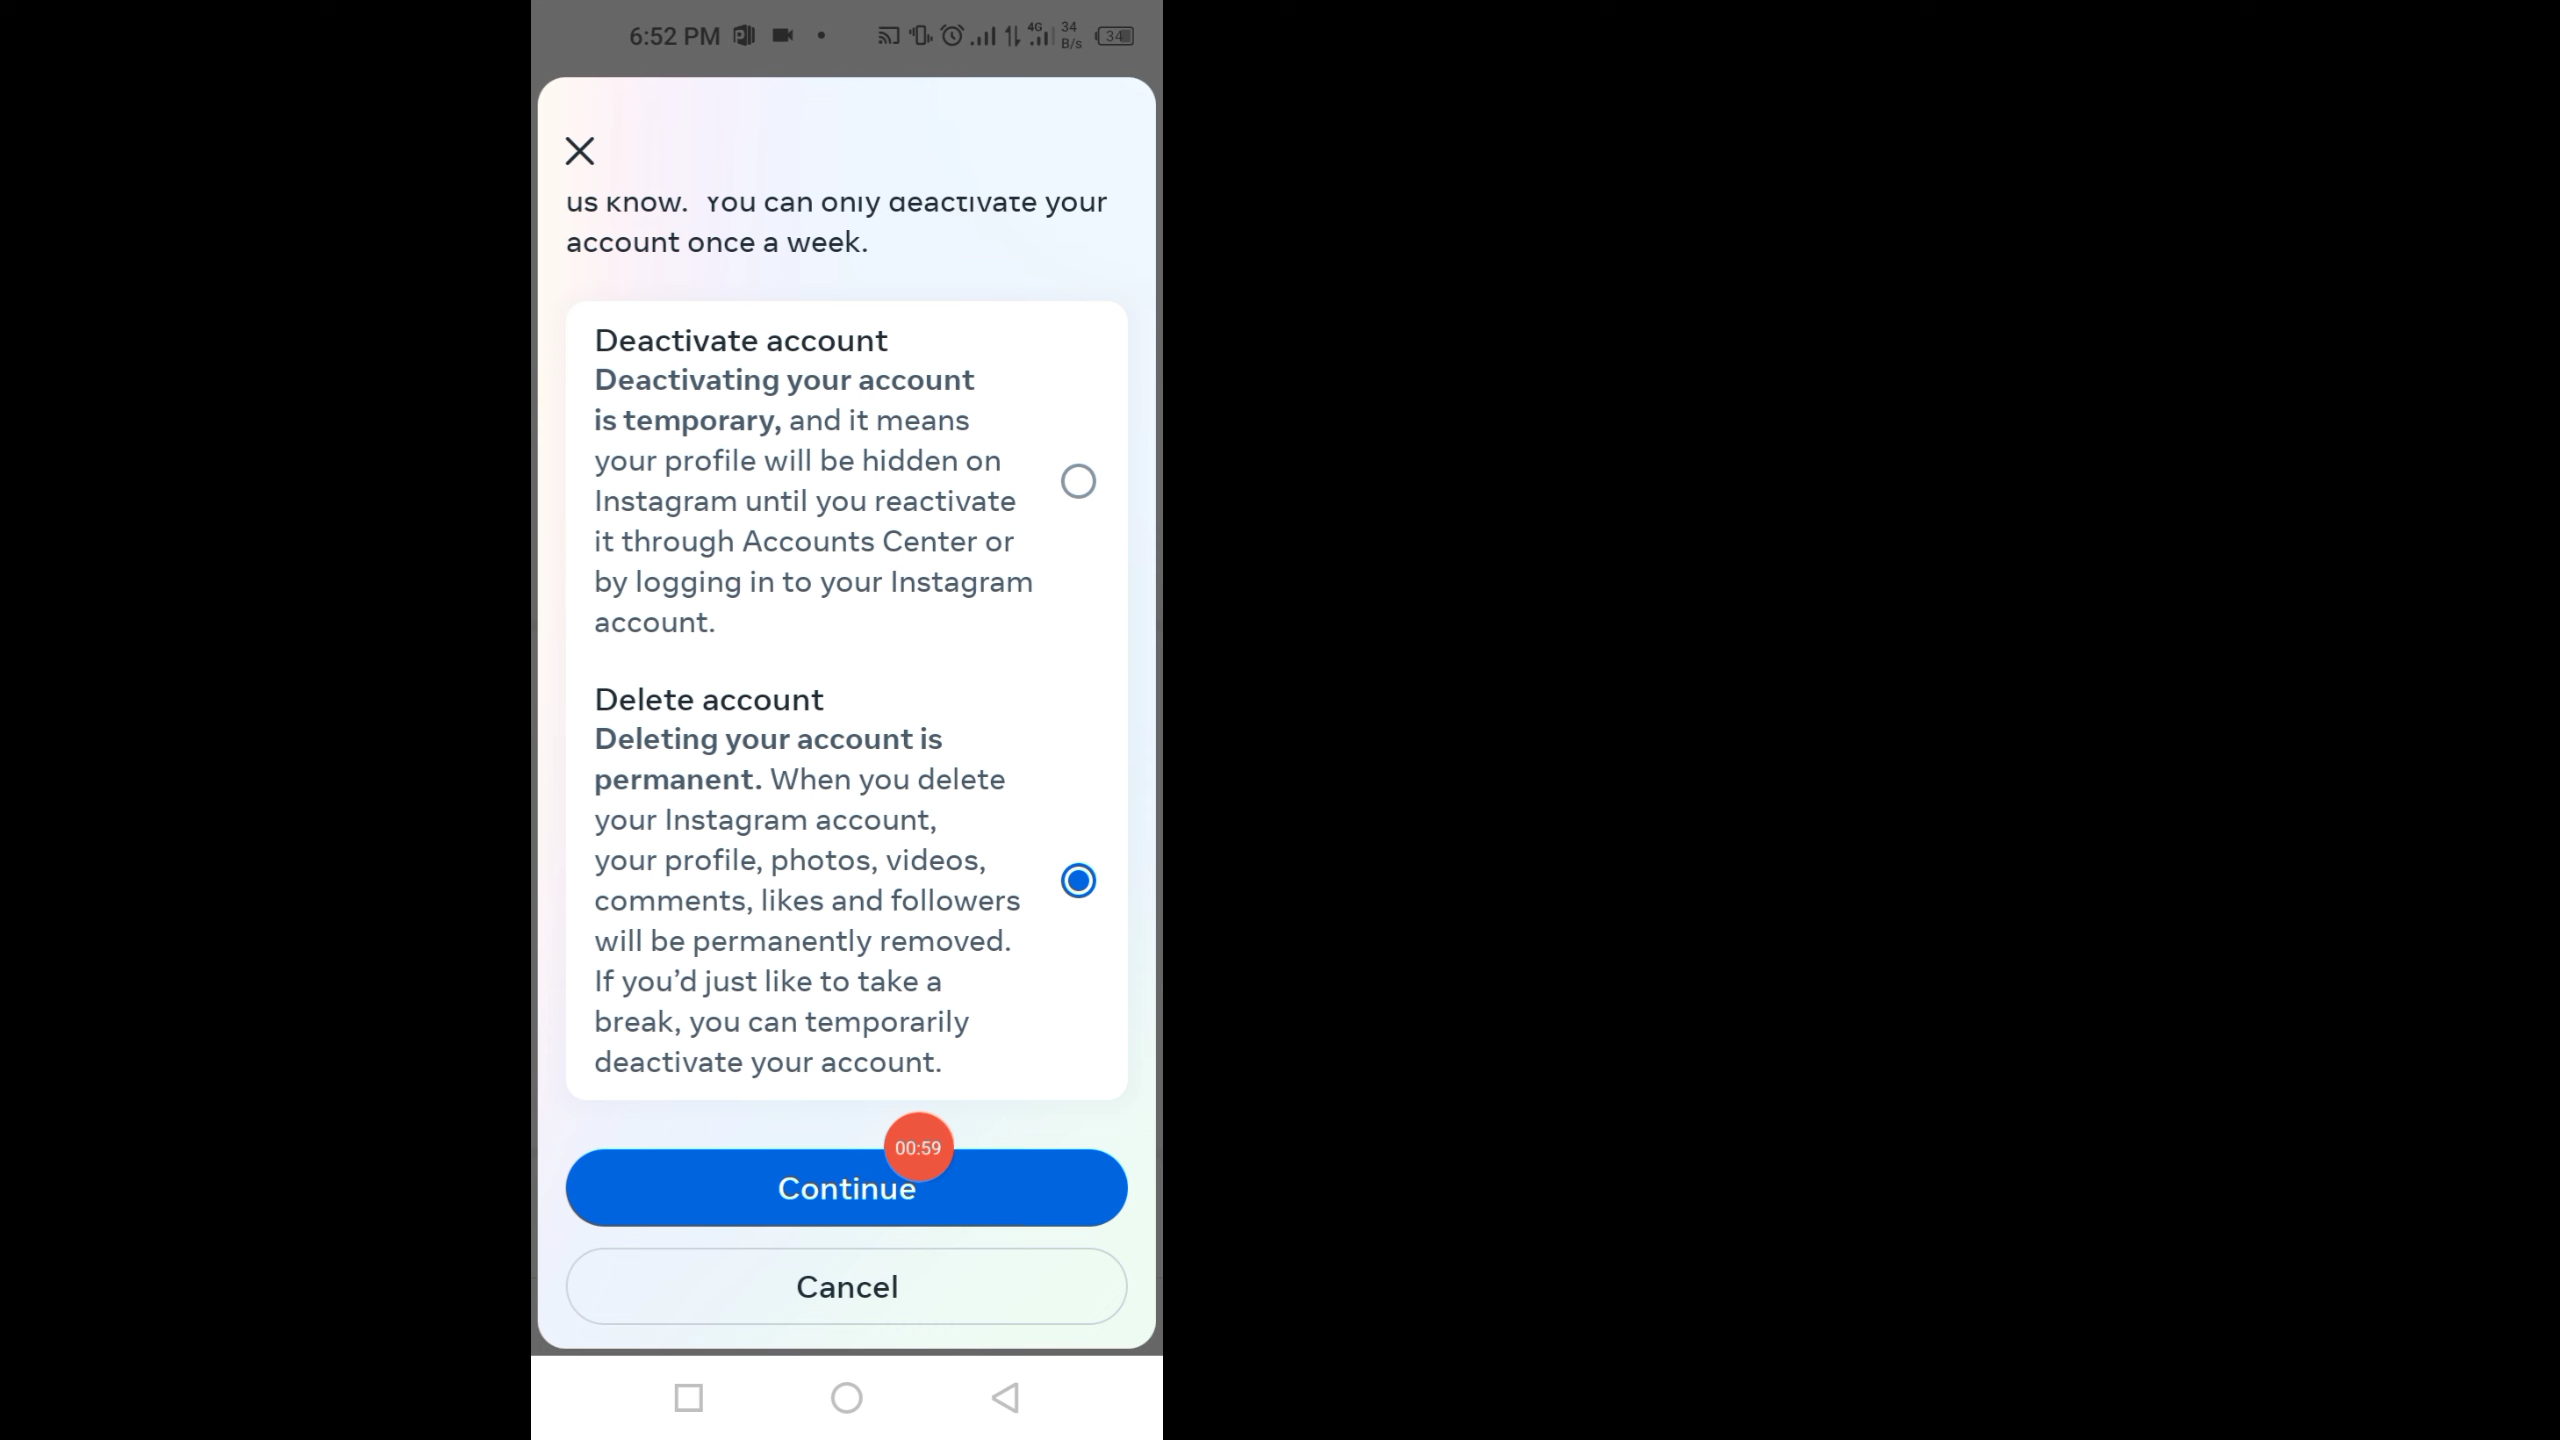 6:52 PM
4G
34
B/s
34
us know. You can only deactivate your
account once a week.
Deactivate account
Deactivating your account
is temporary, and it means
your profile will be hidden on
Instagram until you reactivate
it through Accounts Center or
by logging in to your Instagram
account.
Delete account
Deleting your account is
permanent. When you delete
your Instagram account,
your profile, photos, videos,
comments, likes and followers
will be permanently removed.
If you’d just like to take a
break, you can temporarily
deactivate your account.
00:59
Continue
Cancel